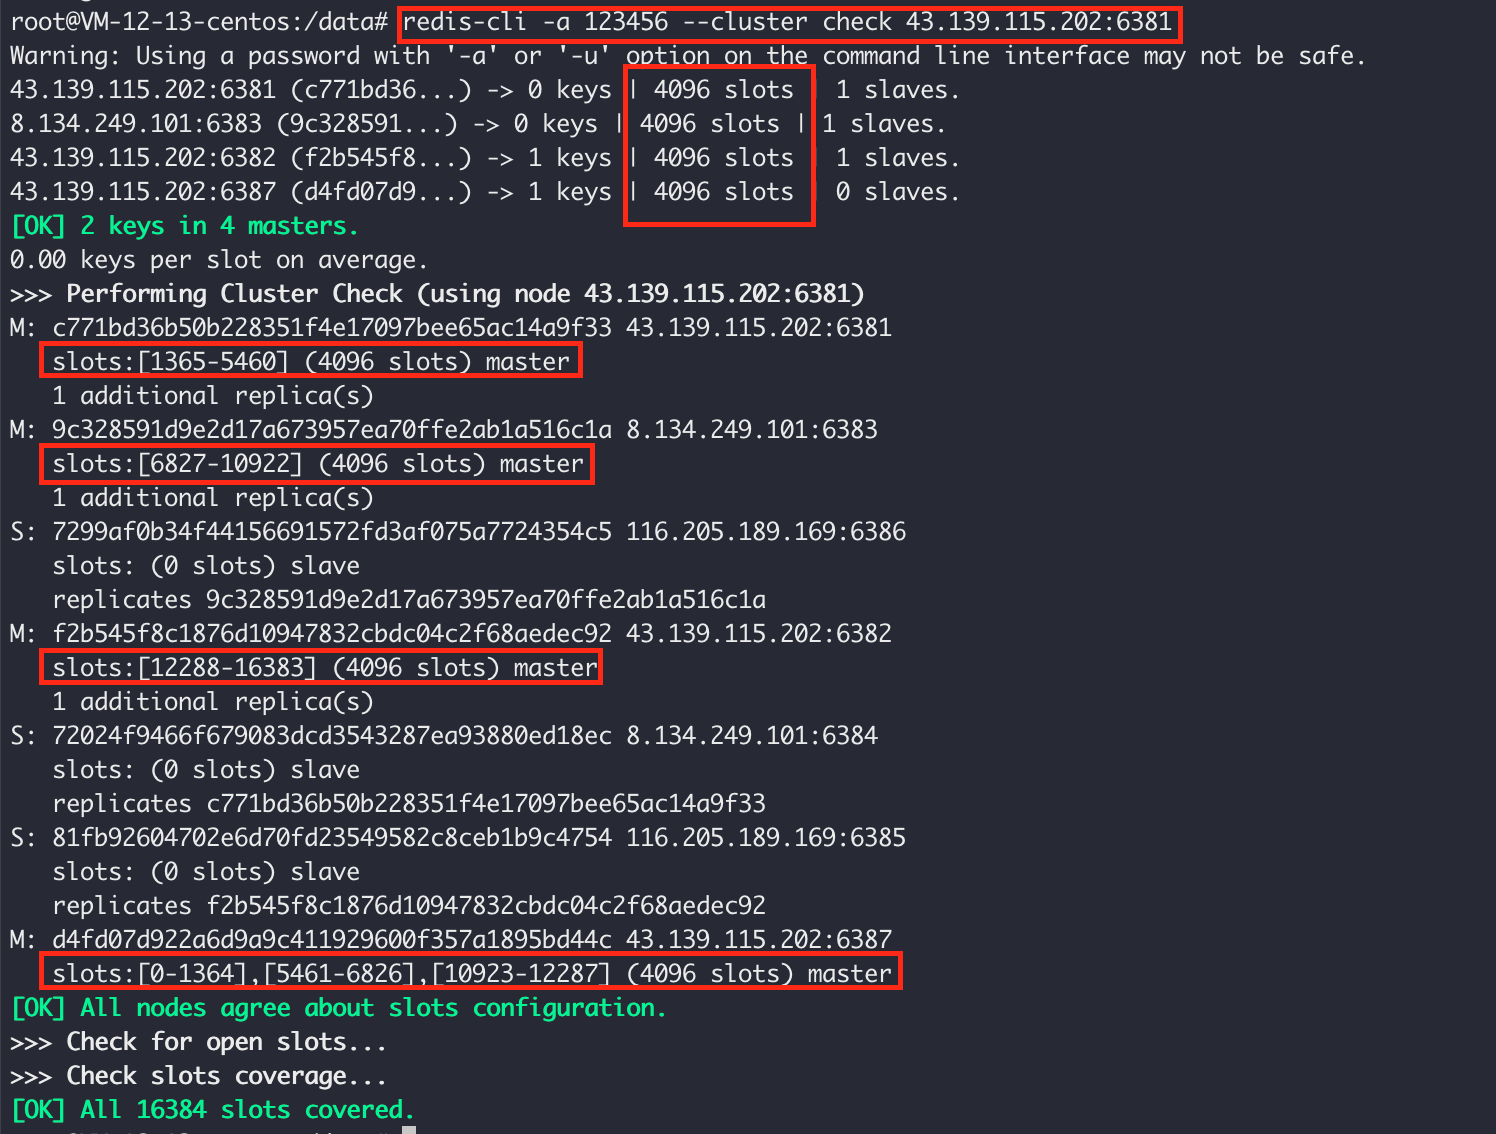 root@VM-12-13-centos:/data# redis-cli -a 123456 --cluster check 43.139.115.202:6381
Warning: Using a password with '-a' or '-u' option on the command line interface may not be safe.
43.139.115.202:6381 (c771bd36...) -> 0 keys | 4096 slots | 1 slaves.
8.134.249.101:6383 (9c328591...) -> 0 keys | 4096 slots | 1 slaves.
43.139.115.202:6382 (f2b545f8...) -> 1 keys | 4096 slots | 1 slaves.
43.139.115.202:6387 (d4fd07d9...) -> 1 keys | 4096 slots | 0 slaves.
[OK] 2 keys in 4 masters.
0.00 keys per slot on average.
>>> Performing Cluster Check (using node 43.139.115.202:6381)
M: c771bd36b50b228351f4e17097bee65ac14a9f33 43.139.115.202:6381
slots:[1365-5460] (4096 slots) master
1 additional replica(s)
M: 9c328591d9e2d17a673957ea70ffe2ab1a516c1a 8.134.249.101:6383
slots:[6827-10922] (4096 slots) master
1 additional replica(s)
S: 7299af0b34f44156691572fd3af075a7724354c5 116.205.189.169:6386
slots: (0 slots) slave
replicates 9c328591d9e2d17a673957ea70ffe2ab1a516c1a
M: f2b545f8c1876d10947832cbdc04c2f68aedec92 43.139.115.202:6382
slots:[12288-16383] (4096 slots) master
1 additional replica(s)
S: 72024f9466f679083dcd3543287ea93880ed18ec 8.134.249.101:6384
slots: (0 slots) slave
replicates c771bd36b50b228351f4e17097bee65ac14a9f33
S: 81fb92604702e6d70fd23549582c8ceb1b9c4754 116.205.189.169:6385
slots: (0 slots) slave
replicates f2b545f8c1876d10947832cbdc04c2f68aedec92
M: d4fd07d922a6d9a9c411929600f357a1895bd44c 43.139.115.202:6387
slots:[0-1364],[5461-6826],[10923-12287] (4096 slots) master
[OK] All nodes agree about slots configuration.
>>> Check for open slots...
>>> Check slots coverage...
[OK] All 16384 slots covered.